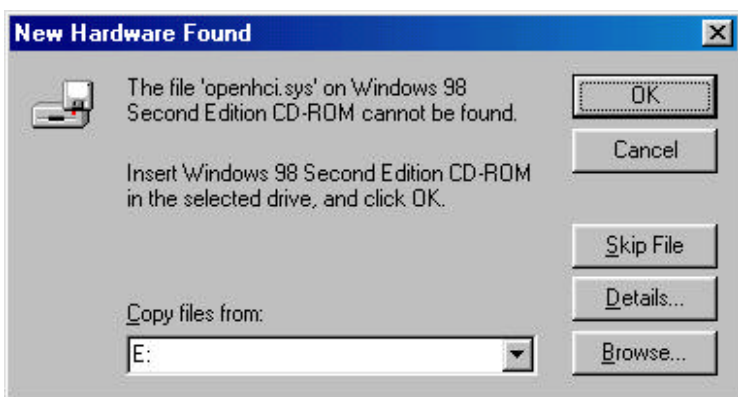 New Hardware Found
The file 'openhci.sys' on Windows 98
Second Edition CD-ROM cannot be found.
Insert Windows 98 Second Edition CD-ROM
in the selected drive, and click OK.
Copy files from:
E:
OK
Cancel
Skip File
Details...
Browse...